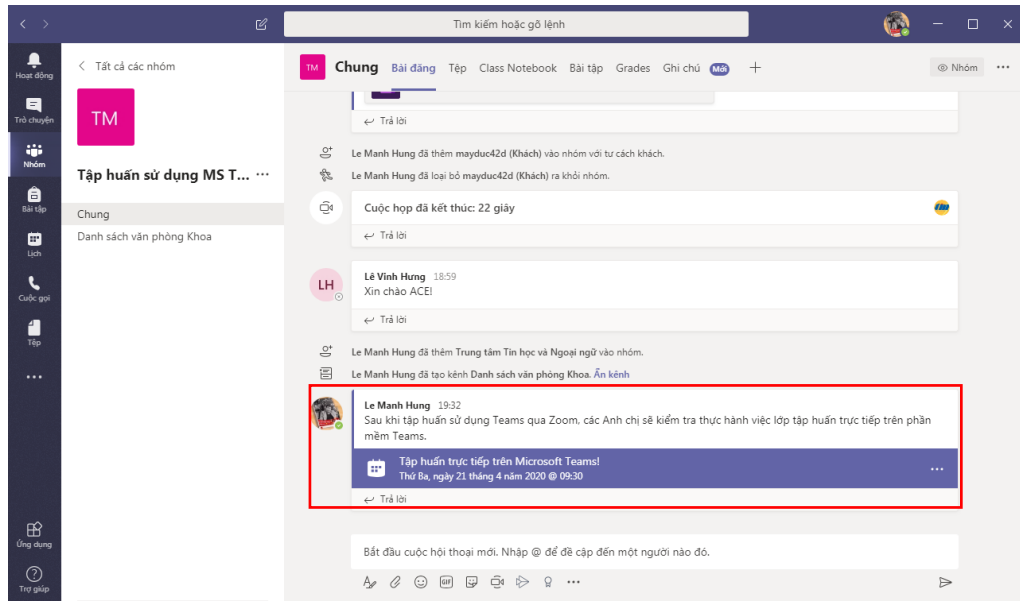 Tìm kiếm hoặc gõ lệnh
Hoạt động
Trò chuyện
Nhóm
Bài tập
Lịch
Cuộc gọi
Tệp
Ứng dụng
Trợ giúp
Tất cả các nhóm
TM
Tập huấn sử dụng MS T... ...
Chung
Danh sách văn phòng Khoa
TM Chung Bài đăng Tệp Class Notebook Bài tập Grades Ghi chú Mới Nhóm
Trả lời
Le Manh Hung đã thêm mayduc42d (Khách) vào nhóm với tư cách khách.
Le Manh Hung đã loại bỏ mayduc42d (Khách) ra khỏi nhóm.
Cuộc họp đã kết thúc: 22 giây
Trả lời
LH
Lê Vinh Hưng 18:59
Xin chào ACE!
Trả lời
Le Manh Hung đã thêm Trung tâm Tin học và Ngoại ngữ vào nhóm.
Le Manh Hung đã tạo kênh Danh sách văn phòng Khoa. Ẩn kênh
Le Manh Hung 19:32
Sau khi tập huấn sử dụng Teams qua Zoom, các Anh chị sẽ kiểm tra thực hành việc lớp tập huấn trực tiếp trên phần
mềm Teams.
Tập huấn trực tiếp trên Microsoft Teams!
Thứ Ba, ngày 21 tháng 4 năm 2020 @ 09:30
Trả lời
Bắt đầu cuộc hội thoại mới. Nhập @ để đề cập đến một người nào đó.
GIF